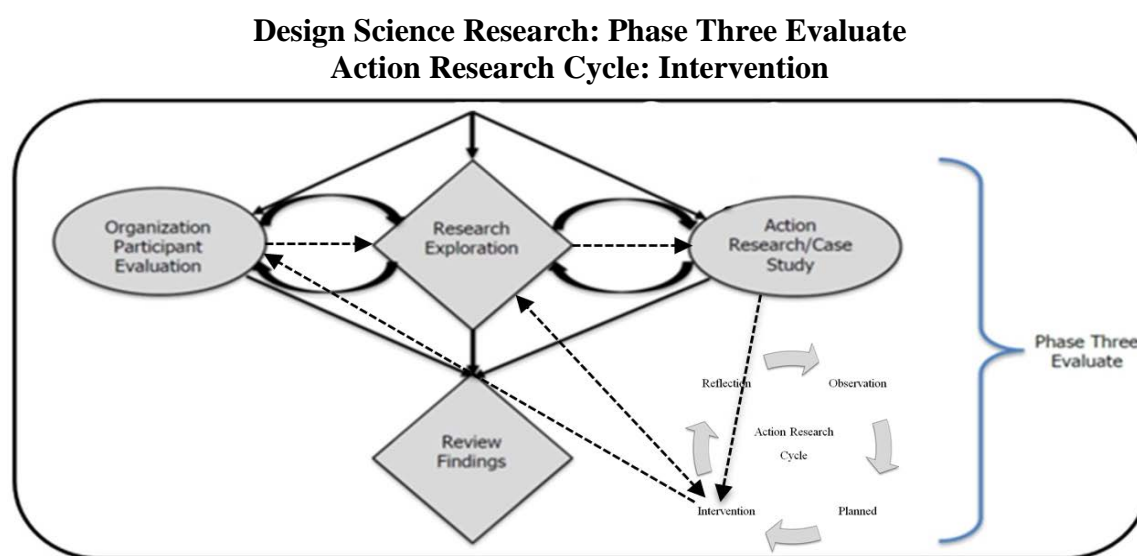 Design Science Research: Phase Three Evaluate
Action Research Cycle: Intervention
Organization
Participant
Evaluation
Research
Exploration
Action
Research/Case
Study
Phase Three
Evaluate
Reflection
Observation
Action Research
Cycle
Review
Findings
Intervention
Planned